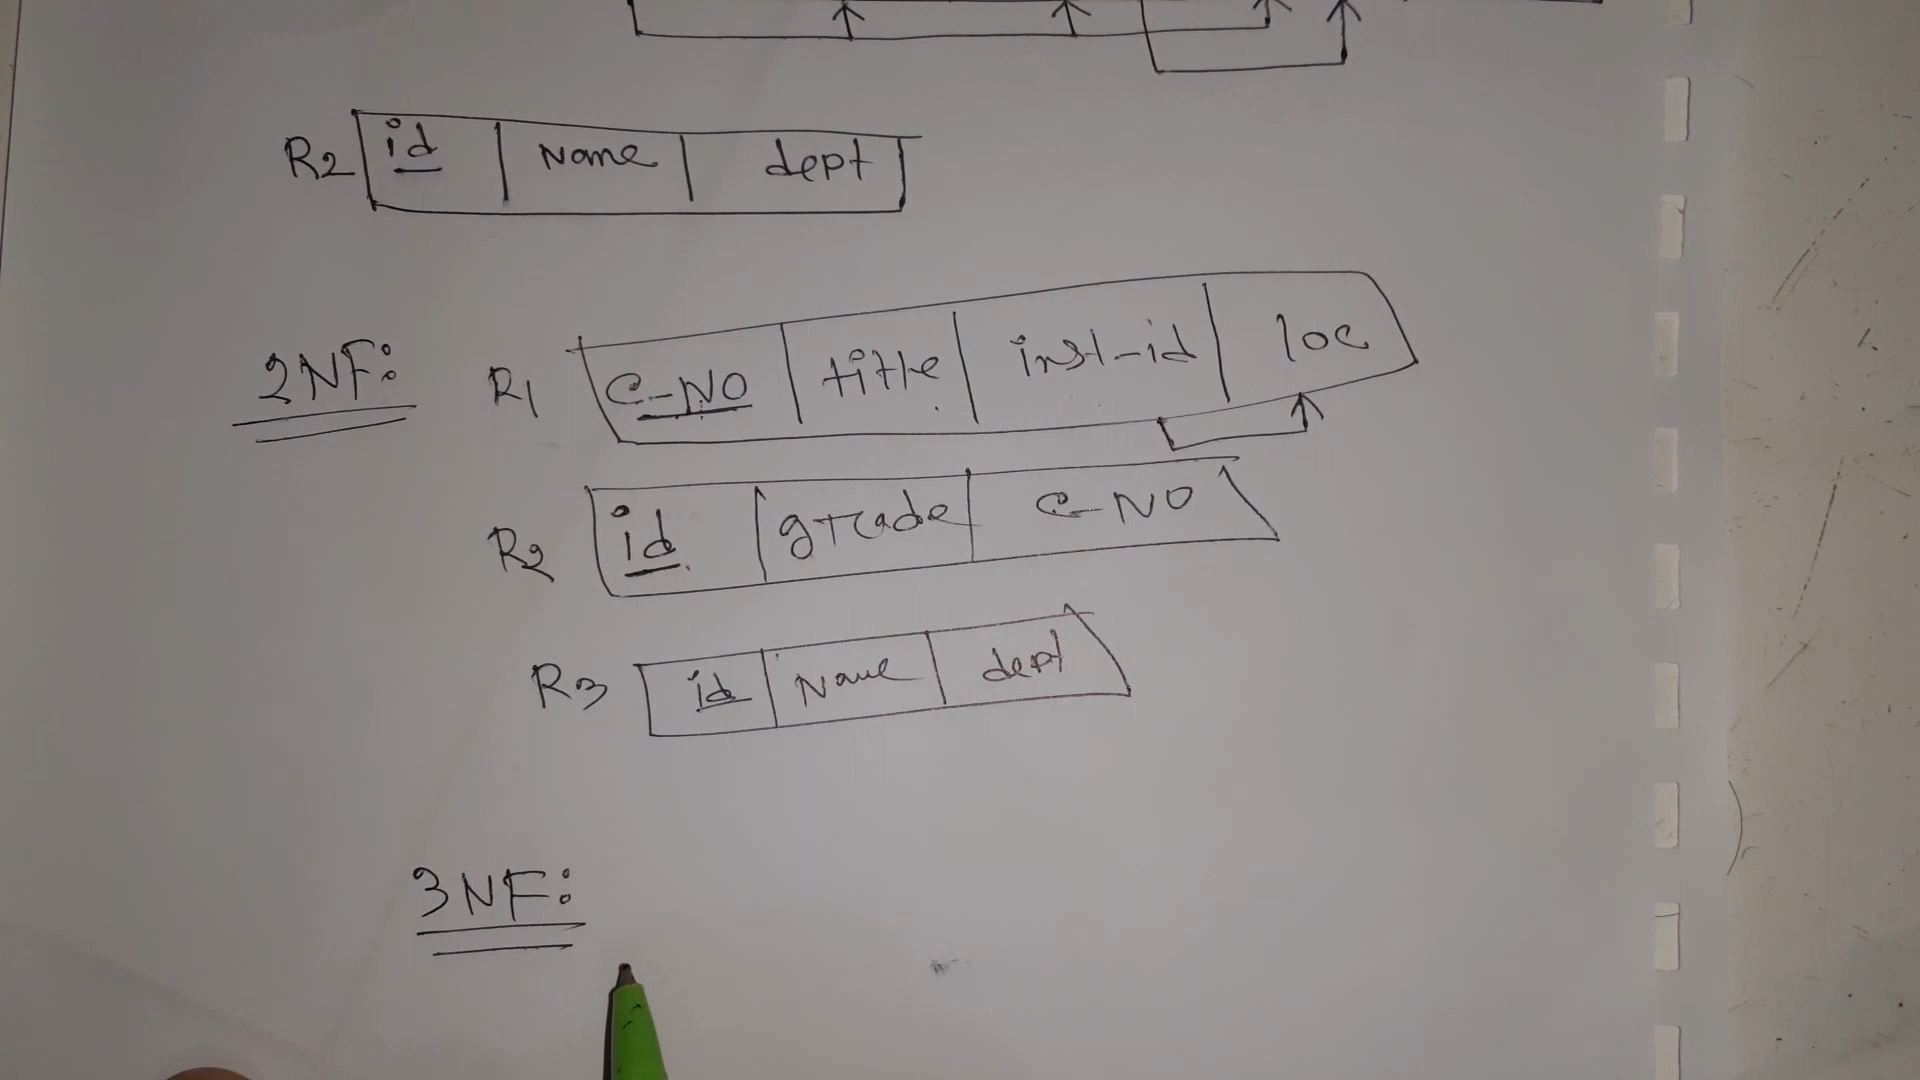 R2 id Name dept
2NF: R1 C-NO title inst-id loc
R2 id grade C-NO
R3 id Name dept
3NF: